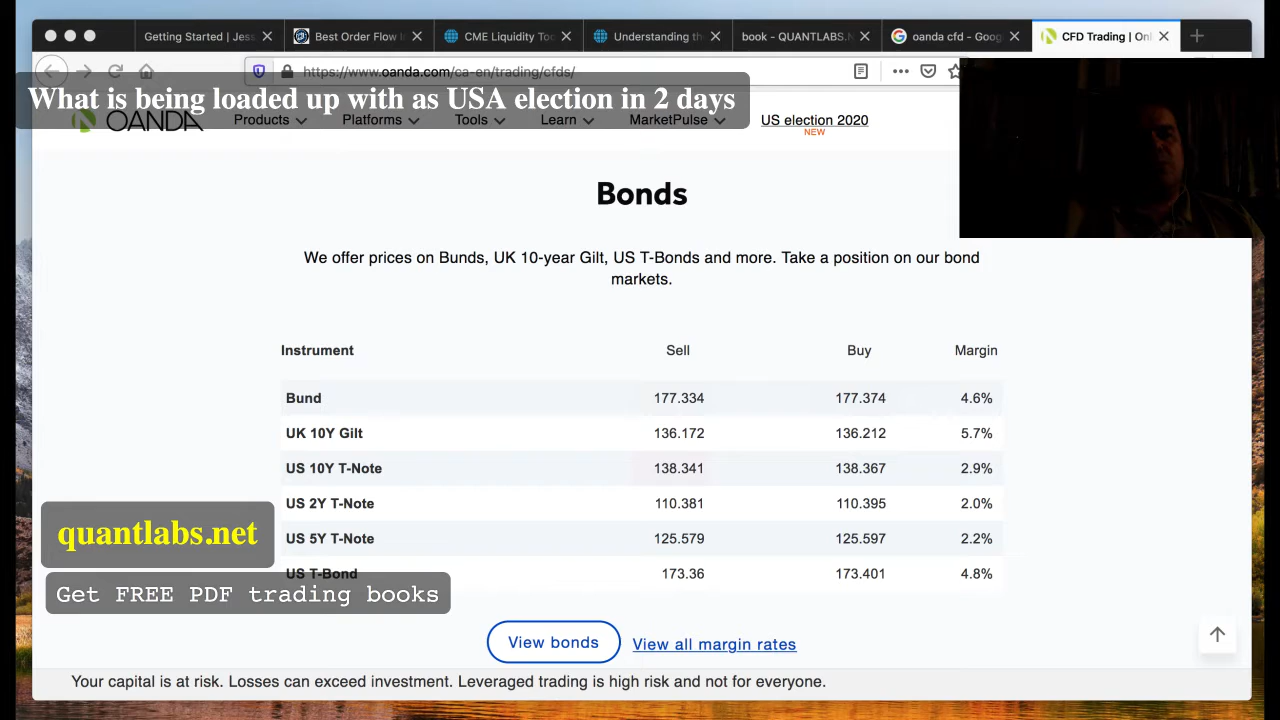 Getting Started | Jess
Best Order Flow I
CME Liquidity Too
Understanding th
book - QUANTLABS.N
oanda cfd - Goog
CFD Trading | Onl
https://www.oanda.com/ca-en/trading/cfds/
What is being loaded up with as USA election in 2 days
OANDA
Products
Platforms
Tools
Learn
MarketPulse
US election 2020
NEW
Bonds
We offer prices on Bunds, UK 10-year Gilt, US T-Bonds and more. Take a position on our bond
markets.
Instrument Sell Buy Margin
Bund 177.334 177.374 4.6%
UK 10Y Gilt 136.172 136.212 5.7%
US 10Y T-Note 138.341 138.367 2.9%
US 2Y T-Note 110.381 110.395 2.0%
US 5Y T-Note 125.579 125.597 2.2%
US T-Bond 173.36 173.401 4.8%
quantlabs.net
Get FREE PDF trading books
View bonds
View all margin rates
Your capital is at risk. Losses can exceed investment. Leveraged trading is high risk and not for everyone.